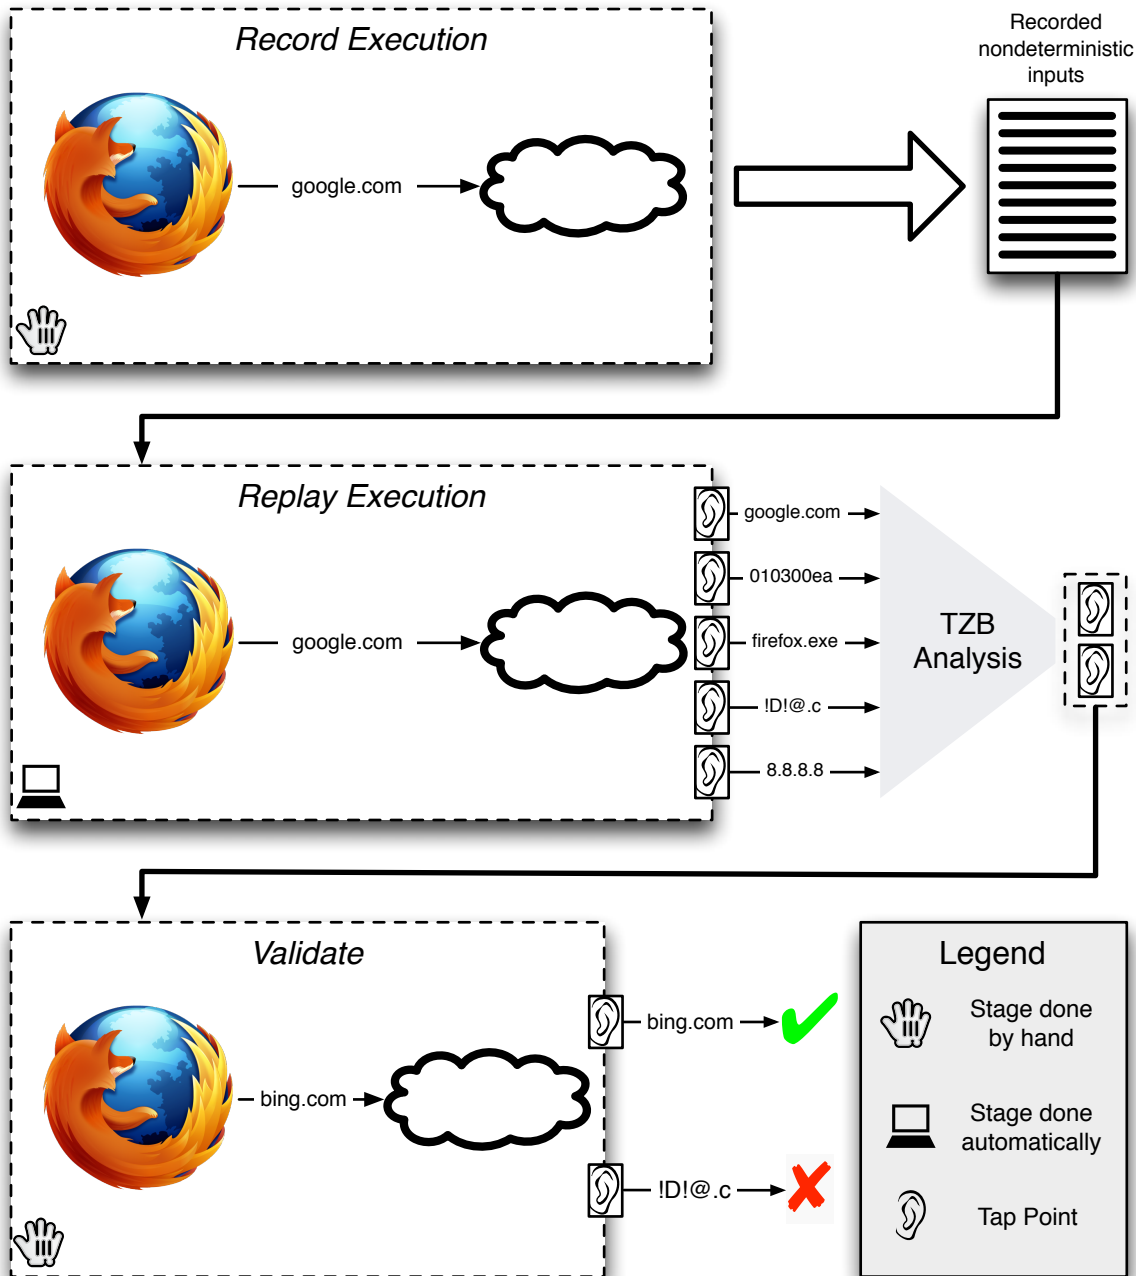 Record Execution
Recorded
nondeterministic
inputs
google.com
Replay Execution
google.com
010300ea
firefox.exe
!D!@.c
8.8.8.8
google.com
TZB
Analysis
Validate
bing.com
bing.com
!D!@.c
Legend
Stage done
by hand
Stage done
automatically
Tap Point